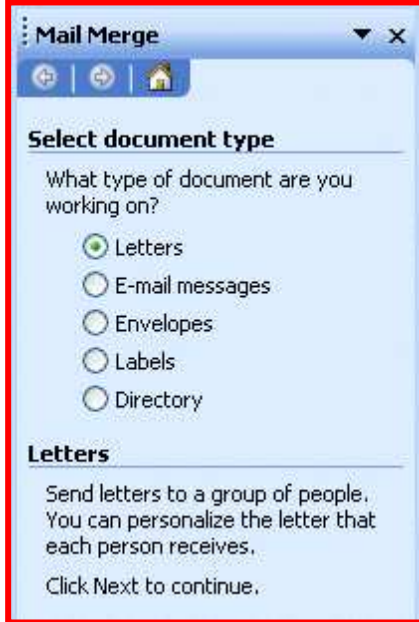 Mail Merge
Select document type
What type of document are you
working on?
Letters
E-mail messages
Envelopes
Labels
Directory
Letters
Send letters to a group of people.
You can personalize the letter that
each person receives.
Click Next to continue.